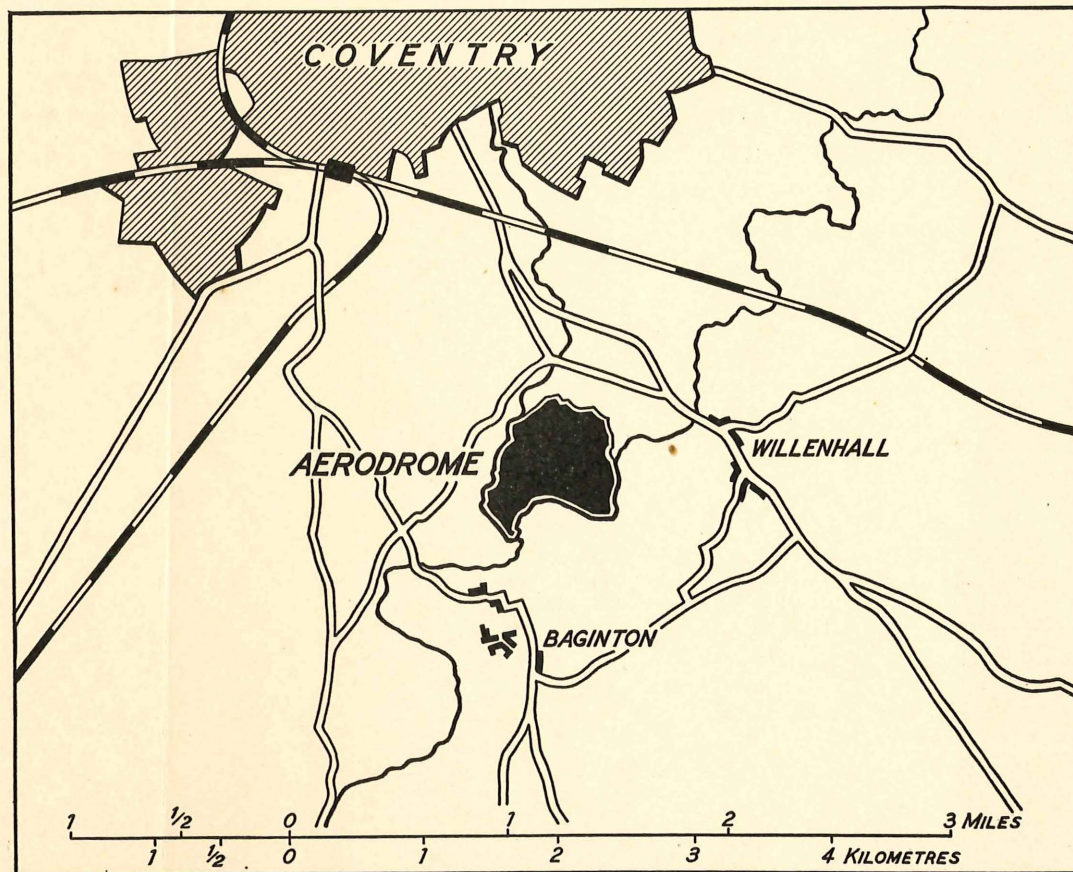 COVENTRY
AERODROME
WILLENHALL
BAGINTON
1 1/2 0 1 2 3 MILES
1 1/2 0 1 2 3 4 KILOMETRES